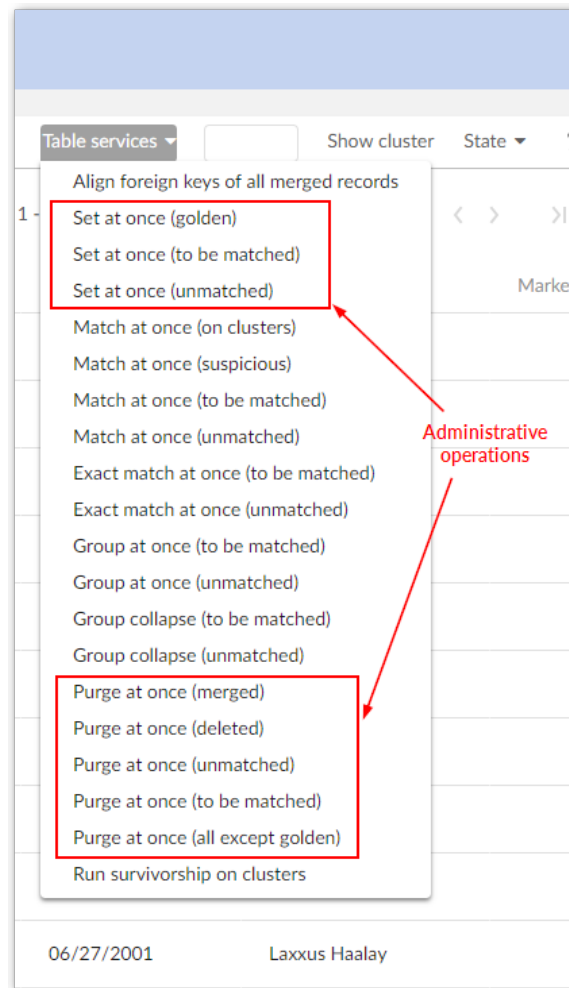 Table services
Show cluster
State
Align foreign keys of all merged records
1 -
Set at once (golden)
Set at once (to be matched)
Set at once (unmatched)
Marke
Match at once (on clusters)
Match at once (suspicious)
Match at once (to be matched)
Match at once (unmatched)
Administrative
operations
Exact match at once (to be matched)
Exact match at once (unmatched)
Group at once (to be matched)
Group at once (unmatched)
Group collapse (to be matched)
Group collapse (unmatched)
Purge at once (merged)
Purge at once (deleted)
Purge at once (unmatched)
Purge at once (to be matched)
Purge at once (all except golden)
Run survivorship on clusters
06/27/2001
Laxxus Haalay